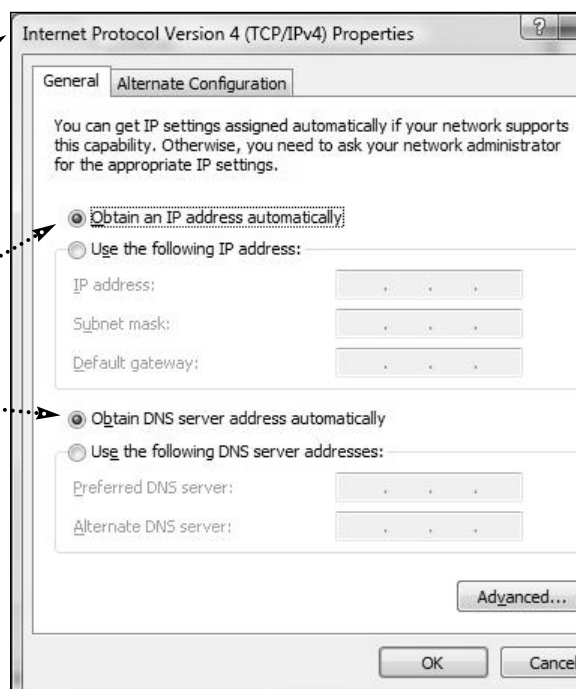 Internet Protocol Version 4 (TCP/IPv4) Properties
?
General
Alternate Configuration
You can get IP settings assigned automatically if your network supports
this capability. Otherwise, you need to ask your network administrator
for the appropriate IP settings.
Obtain an IP address automatically
Use the following IP address:
IP address:
Subnet mask:
Default gateway:
Obtain DNS server address automatically
Use the following DNS server addresses:
Preferred DNS server:
Alternate DNS server:
Advanced...
OK
Cancel